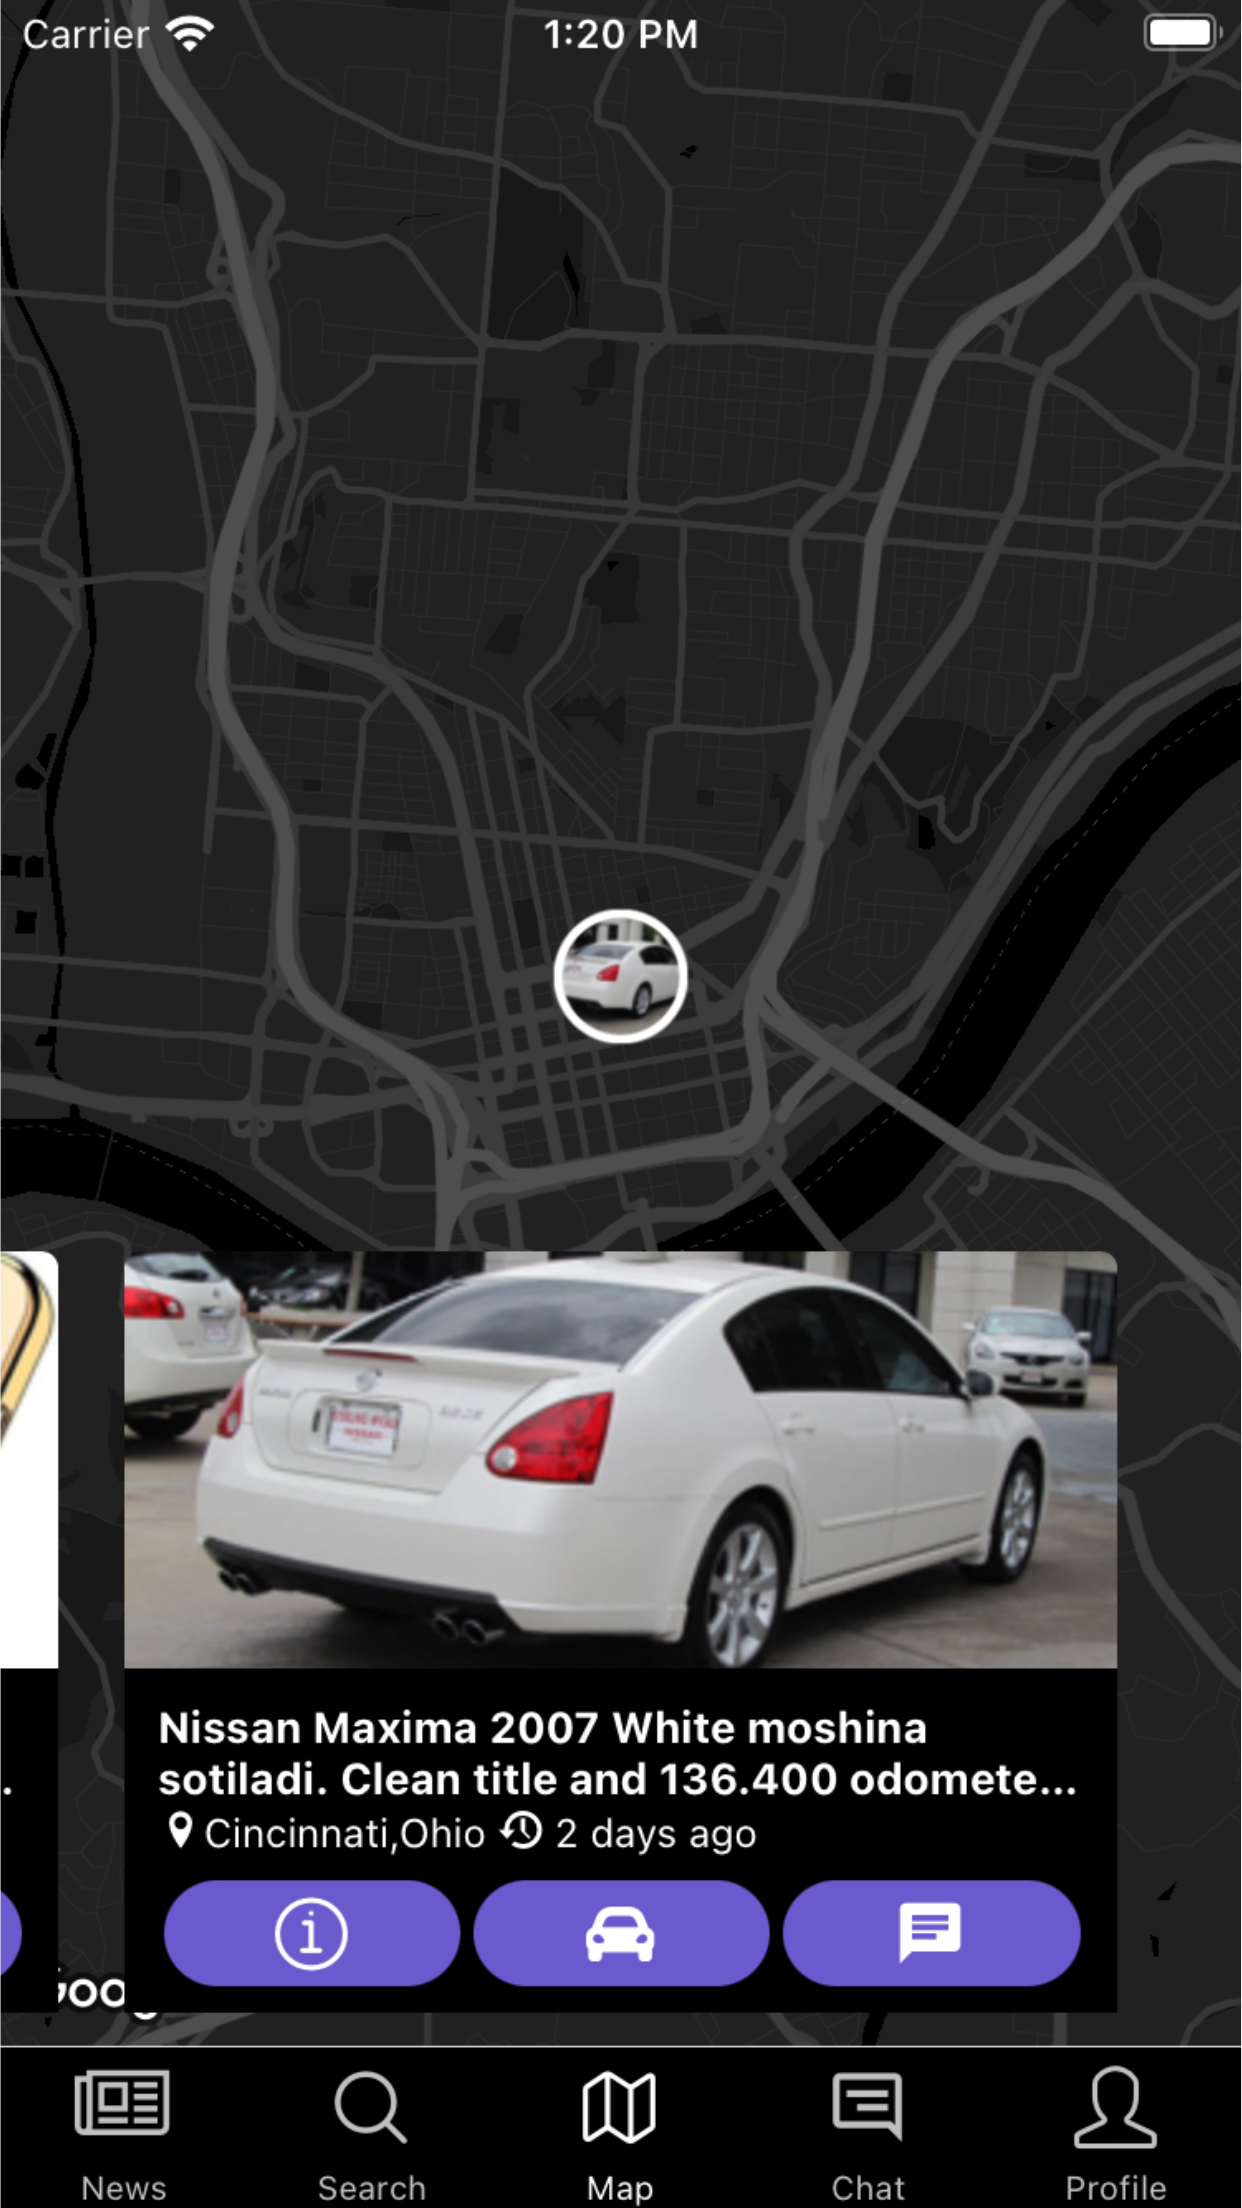 Carrier 1:20 PM
Nissan Maxima 2007 White moshina
sotiladi. Clean title and 136.400 odomete...
Cincinnati,Ohio 2 days ago
News Search Map Chat Profile